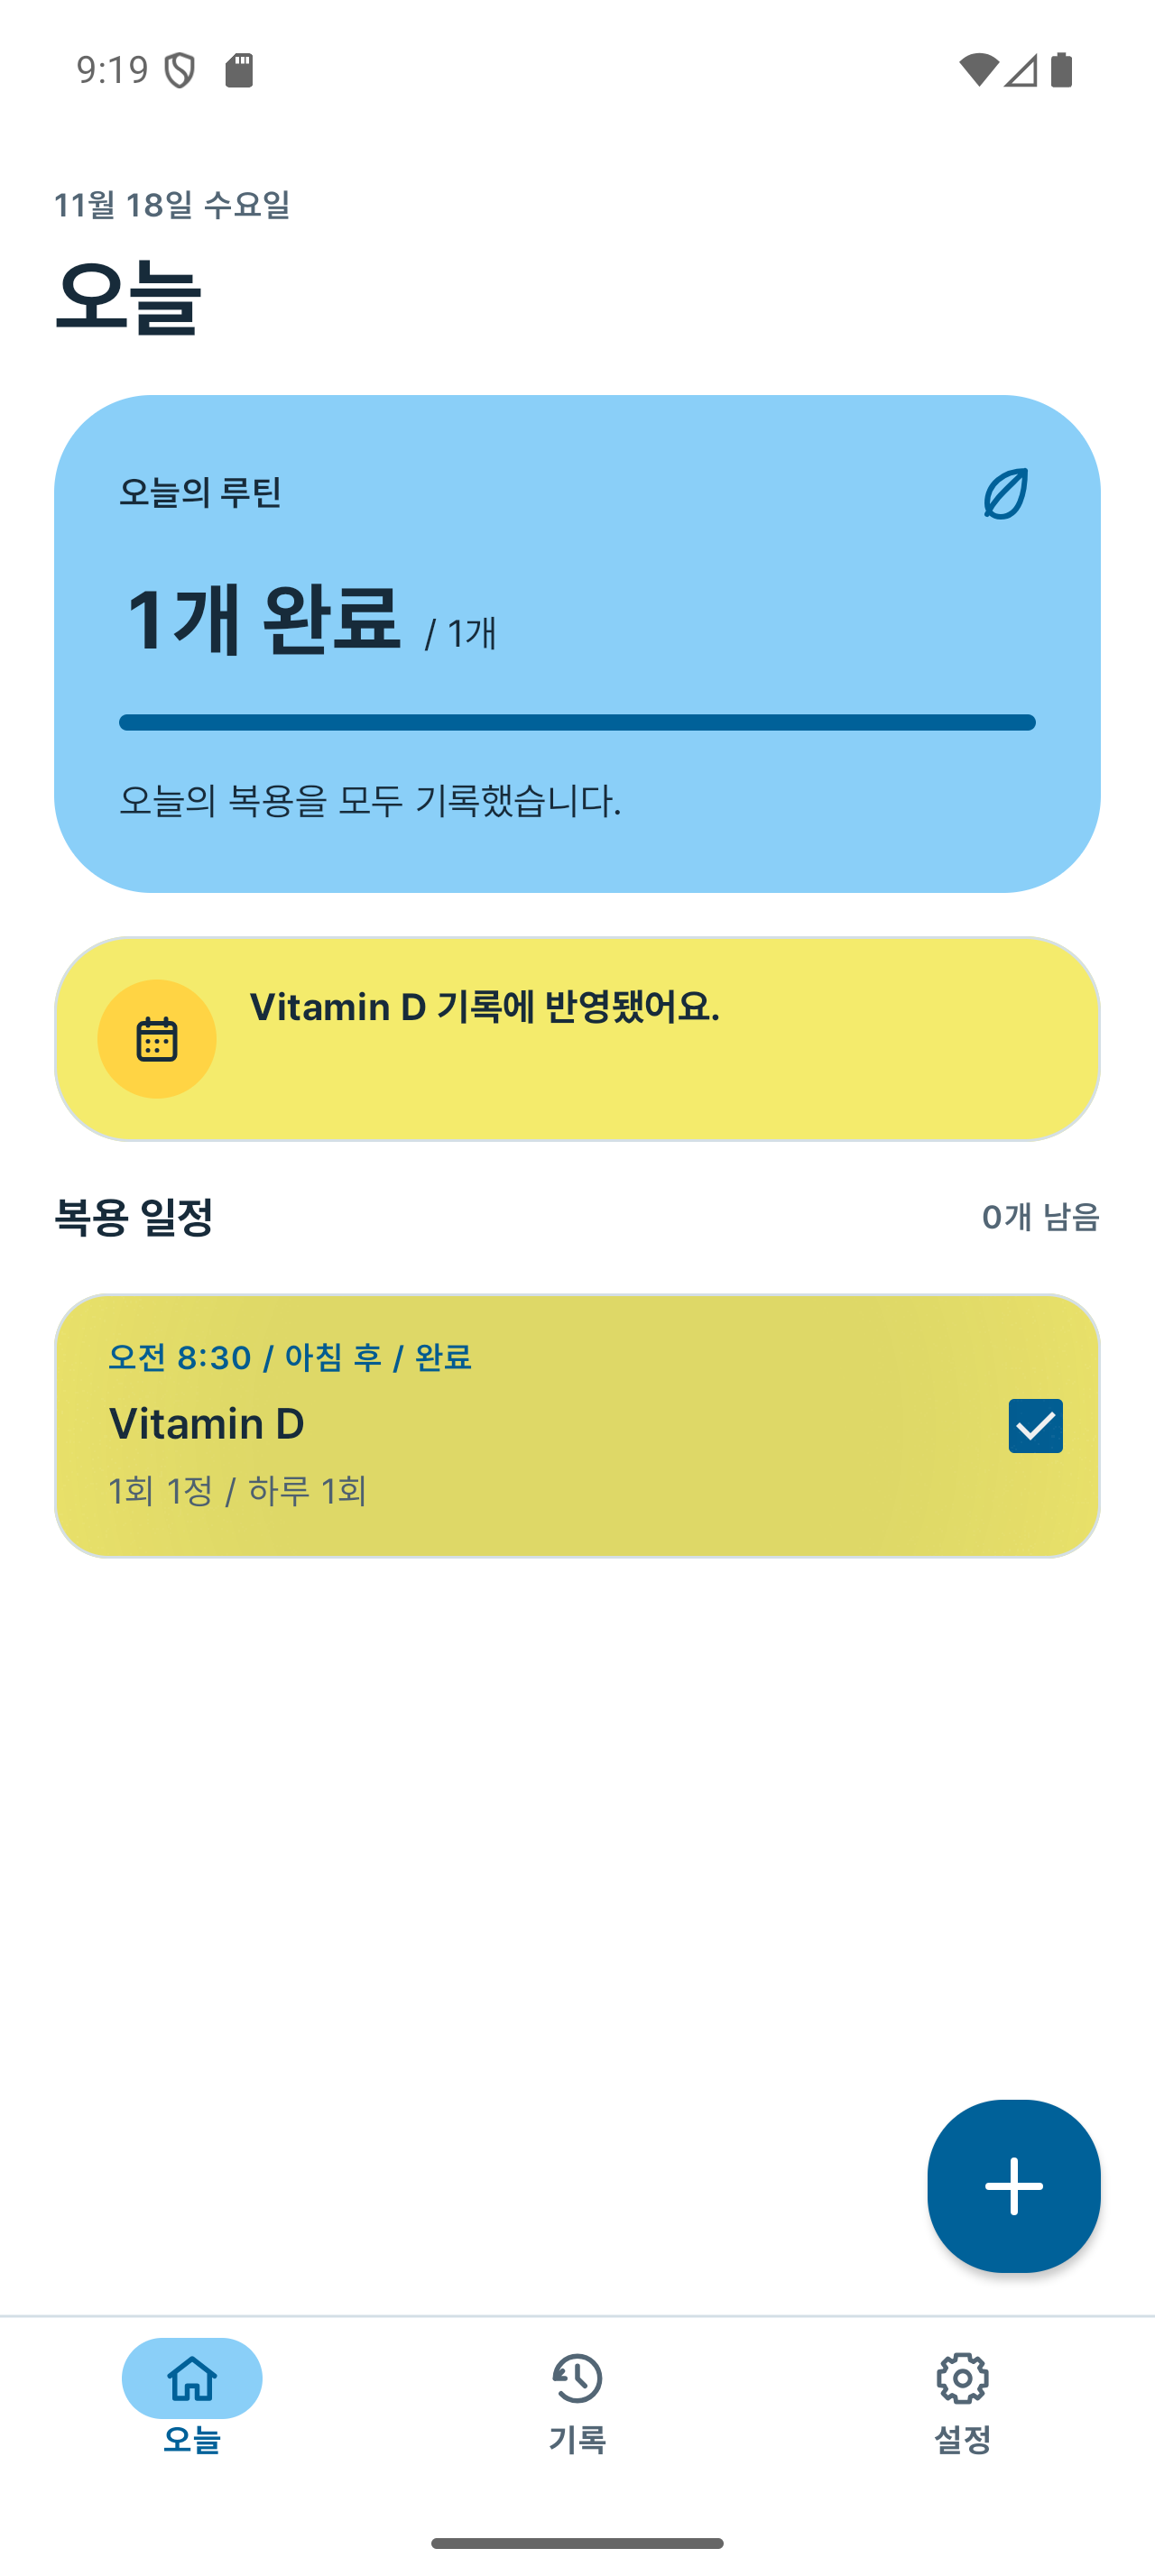 9:19
11월 18일 수요일
오늘
오늘의 루틴
1개 완료 / 1개
오늘의 복용을 모두 기록했습니다.
Vitamin D 기록에 반영됐어요.
복용 일정
0개 남음
오전 8:30 / 아침 후 / 완료
Vitamin D
1회 1정 / 하루 1회
오늘
기록
설정